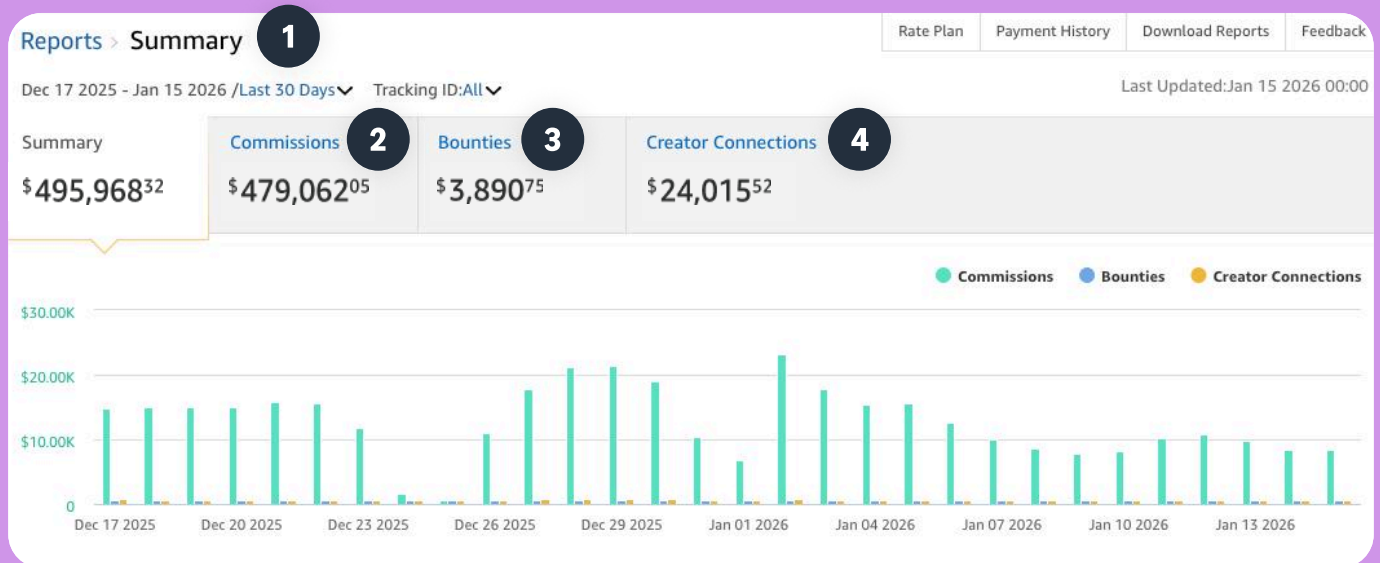 Reports > Summary 1
Rate Plan Payment History Download Reports Feedback
Dec 17 2025 - Jan 15 2026 /Last 30 Days Tracking ID:All
Last Updated:Jan 15 2026 00:00
Summary Commissions 2 Bounties 3 Creator Connections 4
$495,96832 $479,06205 $3,89075 $24,01552
Commissions Bounties Creator Connections
$30.00K
$20.00K
$10.00K
0
Dec 17 2025 Dec 20 2025 Dec 23 2025 Dec 26 2025 Dec 29 2025 Jan 01 2026 Jan 04 2026 Jan 07 2026 Jan 10 2026 Jan 13 2026